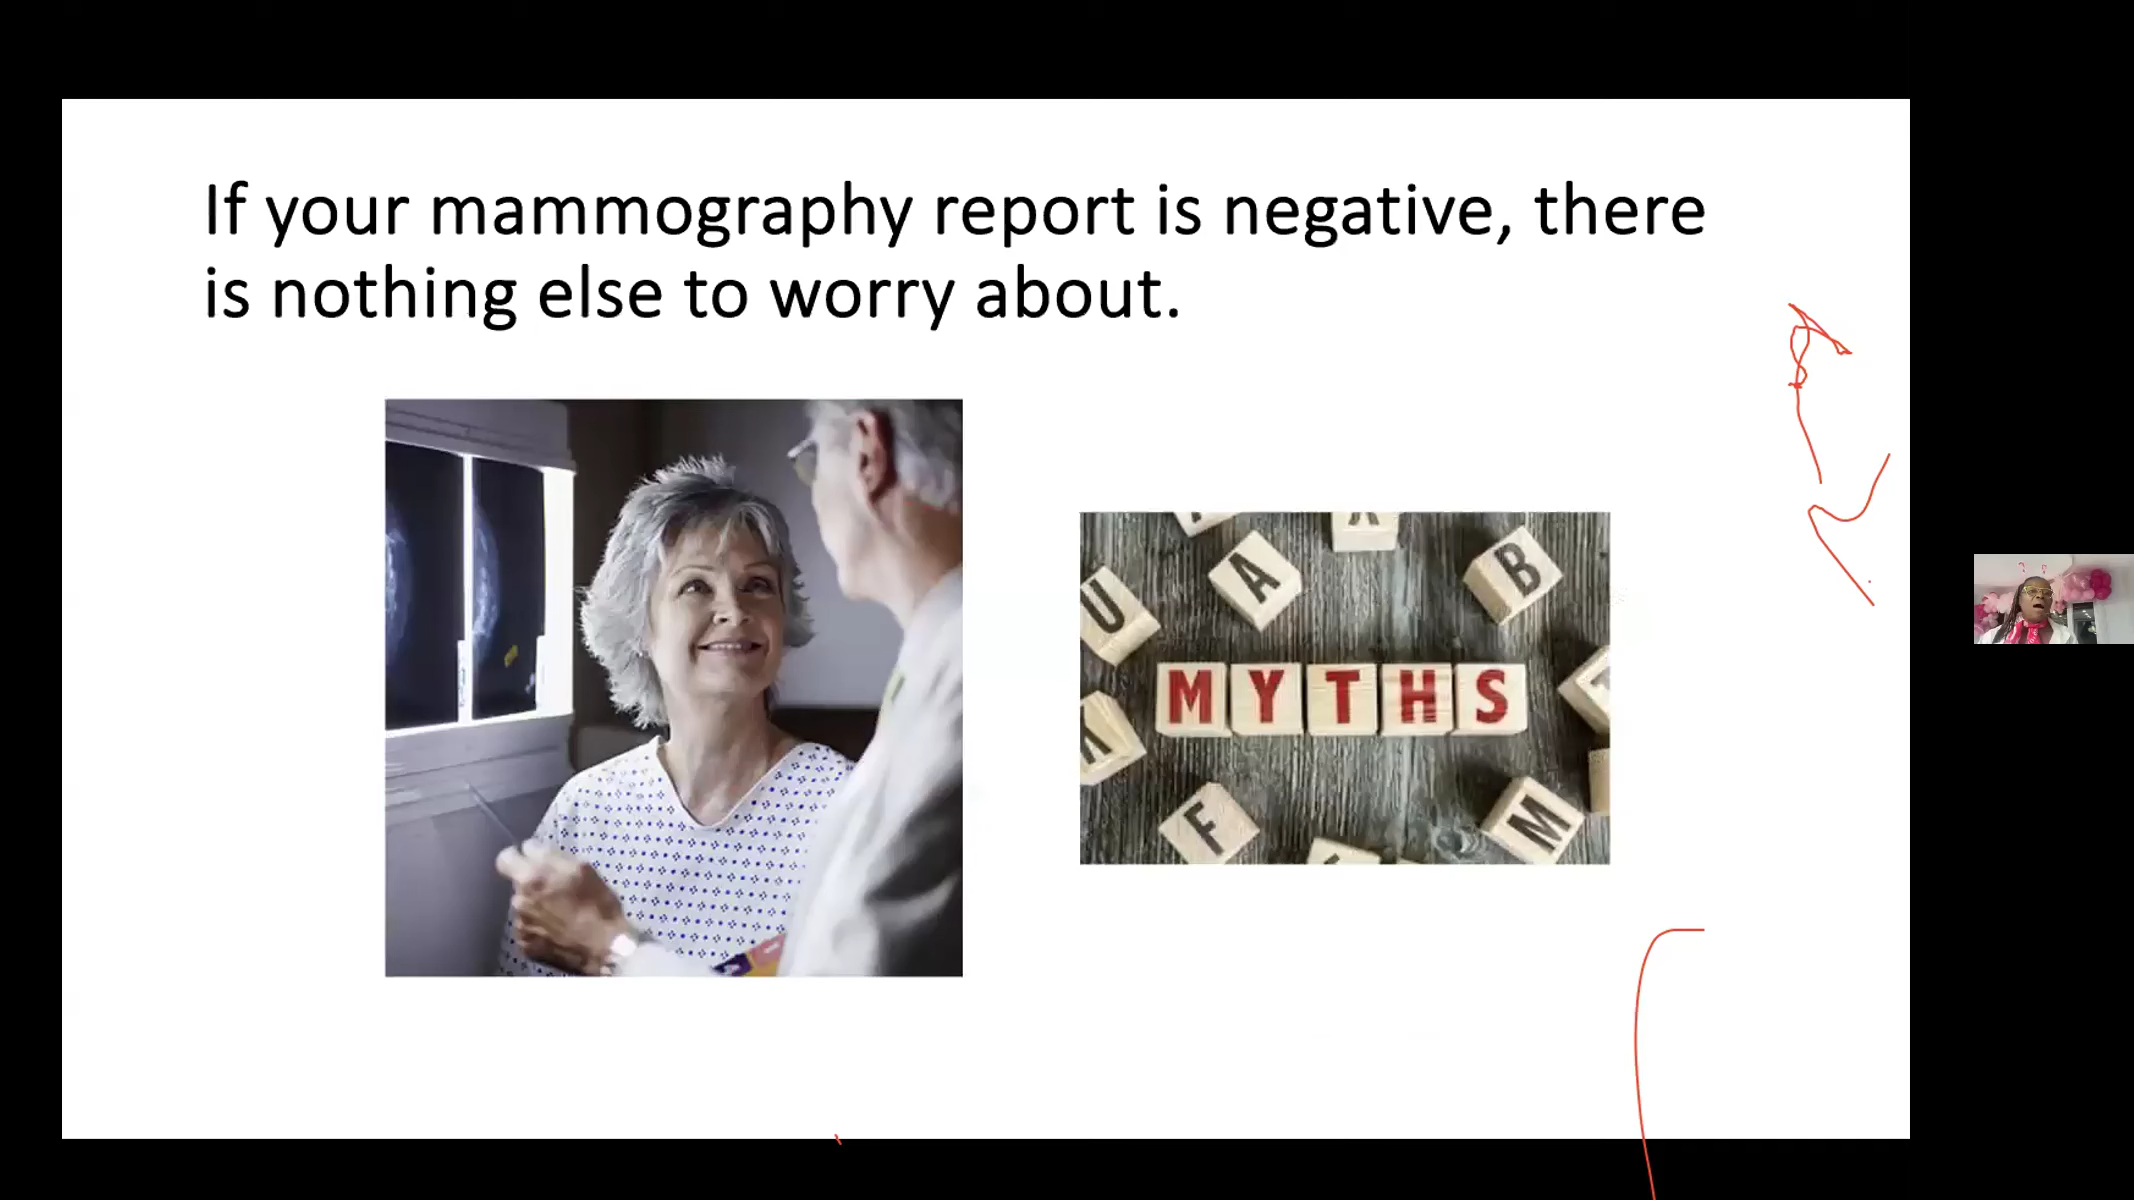 If your mammography report is negative, there
is nothing else to worry about.
A
B
U
MYTHS
F
M